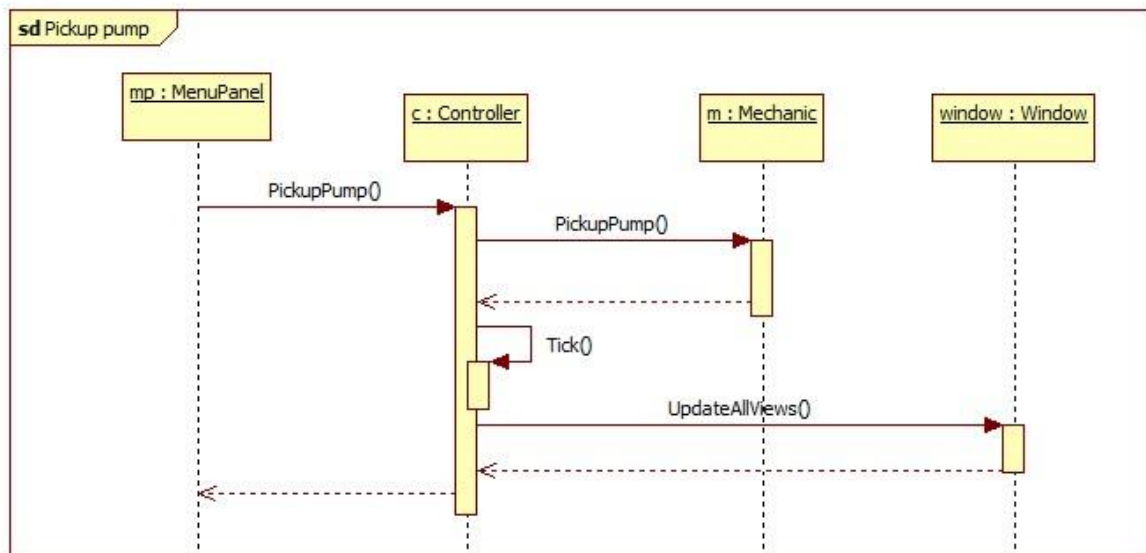 sd Pickup pump
mp : MenuPanel
c : Controller
m : Mechanic
window : Window
PickupPump()
PickupPump()
Tick()
UpdateAllViews()